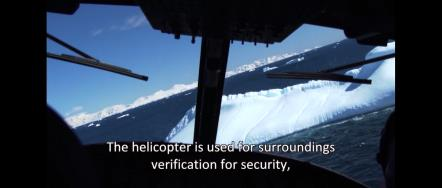 The helicopter is used for surroundings
verification for security,